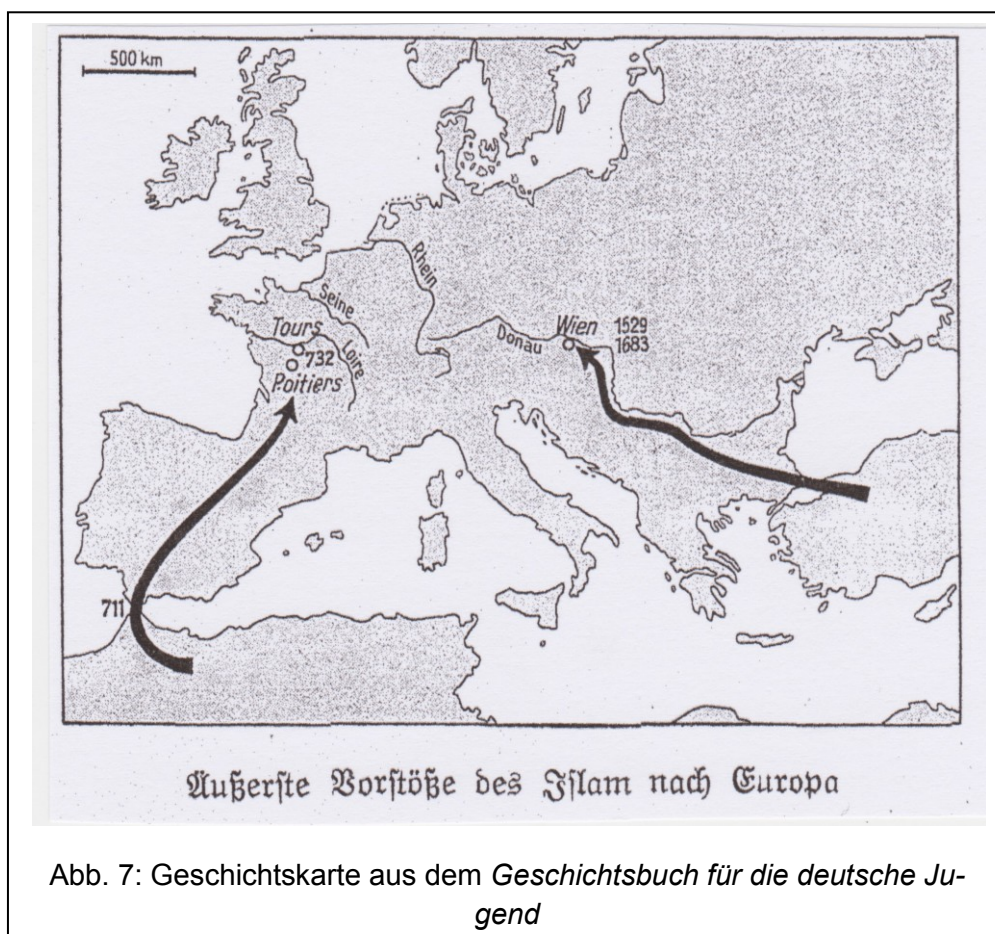 500 km
Rhein
Seine
Tours
732
Loire
Poitiers
Donau
Wien 1529
1683
711
Äußerste Vorstöße des Islam nach Europa
Abb. 7: Geschichtskarte aus dem Geschichtsbuch für die deutsche Ju-
gend